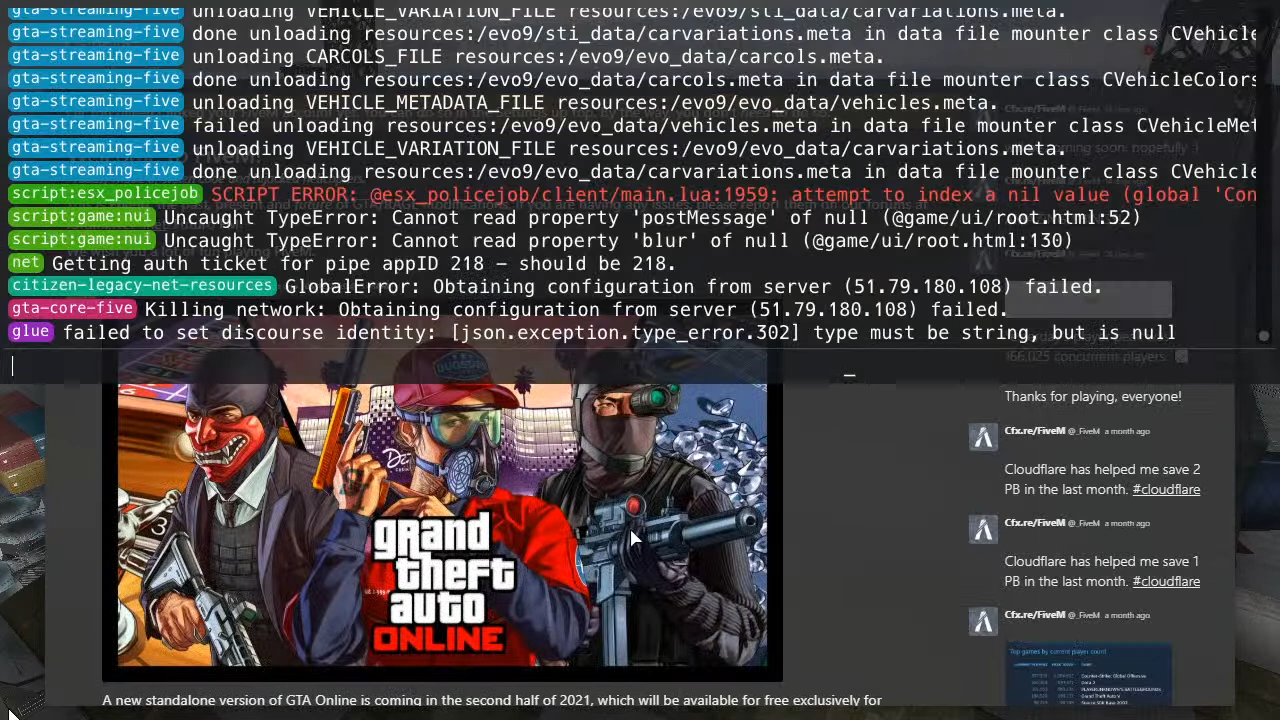 gta-streaming-five unloading VEHICLE_VARIATION_FILE resources:/evo9/sti_data/carvariations.meta.
gta-streaming-five done unloading resources:/evo9/sti_data/carvariations.meta in data file mounter class CVehicle
gta-streaming-five unloading CARCOLS_FILE resources:/evo9/evo_data/carcols.meta.
gta-streaming-five done unloading resources:/evo9/evo_data/carcols.meta in data file mounter class CVehicleColors
gta-streaming-five unloading VEHICLE_METADATA_FILE resources:/evo9/evo_data/vehicles.meta.
gta-streaming-five failed unloading resources:/evo9/evo_data/vehicles.meta in data file mounter class CVehicleMet
gta-streaming-five unloading VEHICLE_VARIATION_FILE resources:/evo9/evo_data/carvariations.meta.
gta-streaming-five done unloading resources:/evo9/evo_data/carvariations.meta in data file mounter class CVehicle
script:esx_policejob SCRIPT ERROR: @esx_policejob/client/main.lua:1959: attempt to index a nil value (global 'Con
script:game:nui Uncaught TypeError: Cannot read property 'postMessage' of null (@game/ui/root.html:52)
script:game:nui Uncaught TypeError: Cannot read property 'blur' of null (@game/ui/root.html:130)
net Getting auth ticket for pipe appID 218 - should be 218.
citizen-legacy-net-resources GlobalError: Obtaining configuration from server (51.79.180.108) failed.
gta-core-five Killing network: Obtaining configuration from server (51.79.180.108) failed.
glue failed to set discourse identity: [json.exception.type_error.302] type must be string, but is null
166,025 concurrent players.
Thanks for playing, everyone!
Cfx.re/FiveM @_FiveM a month ago
Cloudflare has helped me save 2
PB in the last month. #cloudflare
Cfx.re/FiveM @_FiveM a month ago
Cloudflare has helped me save 1
PB in the last month. #cloudflare
Cfx.re/FiveM @_FiveM a month ago
Top games by current player count
grand
theft
auto
ONLINE
A new standalone version of GTA Online is coming in the second half of 2021, which will be available for free exclusively for